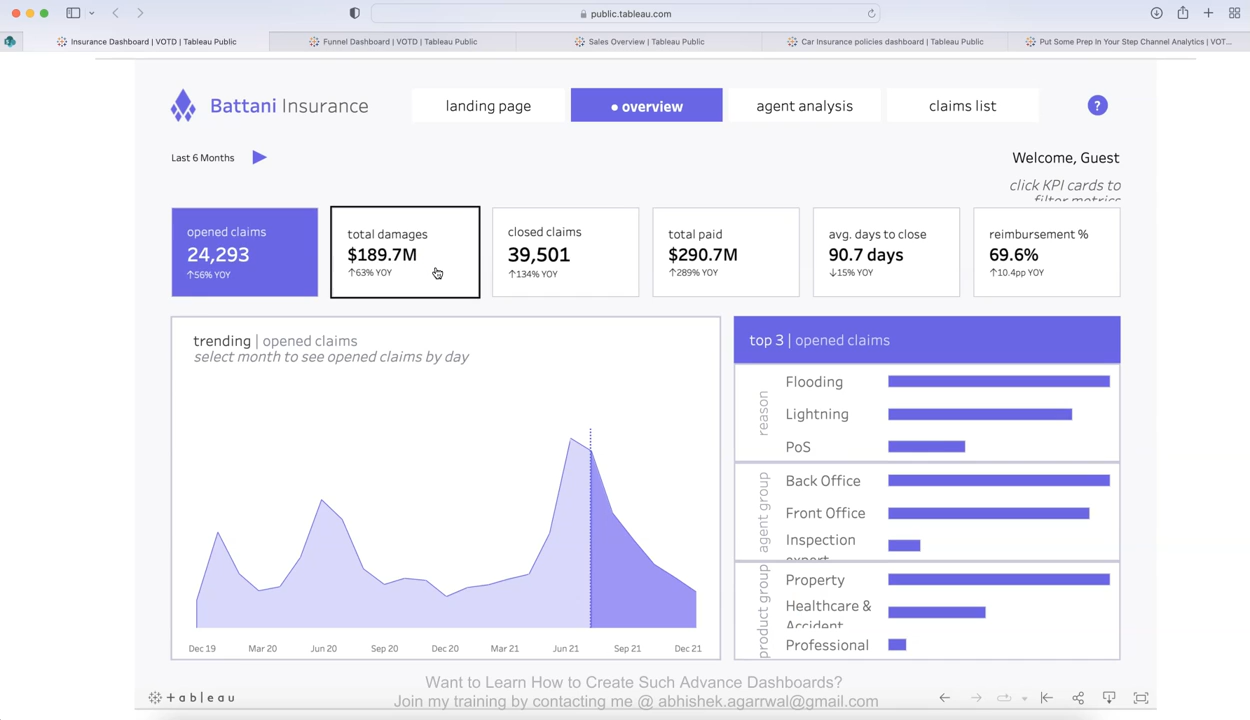 public.tableau.com
Insurance Dashboard | VOTD | Tableau Public
Funnel Dashboard | VOTD | Tableau Public
Sales Overview | Tableau Public
Car Insurance policies dashboard | Tableau Public
Put Some Prep In Your Step Channel Analytics | VOT...
Battani Insurance
landing page
• overview
agent analysis
claims list
?
Last 6 Months
Welcome, Guest
click KPI cards to
filter metrics
opened claims
24,293
↑56% YOY
total damages
$189.7M
↑63% YOY
closed claims
39,501
↑134% YOY
total paid
$290.7M
↑289% YOY
avg. days to close
90.7 days
↓15% YOY
reimbursement %
69.6%
↑10.4pp YOY
trending | opened claims
select month to see opened claims by day
Dec 19 Mar 20 Jun 20 Sep 20 Dec 20 Mar 21 Jun 21 Sep 21 Dec 21
top 3 | opened claims
reason
Flooding
Lightning
PoS
agent group
Back Office
Front Office
Inspection
expert
product group
Property
Healthcare &
Accident
Professional
+ a b | e a u
Want to Learn How to Create Such Advance Dashboards?
Join my training by contacting me @ abhishek.agarrwal@gmail.com